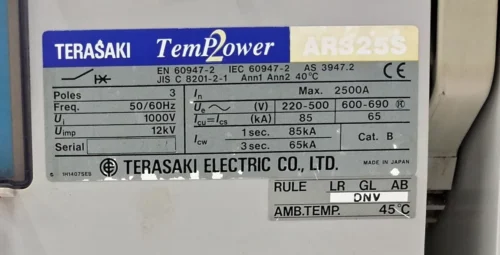 TERASAKI TemPower2 AR325S
EN 60947-2 IEC 60947-2 AS 3947.2
JIS C 8201-2-1 Ann1 Ann2 40°C
CE
Poles 3
Freq. 50/60Hz
Ui 1000V
Uimp 12kV
Serial
In Max. 2500A
Ue ~ (V) 220-500 600-690
Icu=Ics (kA) 85 65
Icw 1 sec. 85kA
3 sec. 65kA
Cat. B
TERASAKI ELECTRIC CO., LTD.
MADE IN JAPAN
RULE LR GL AB
DNV
AMB.TEMP. 45°C